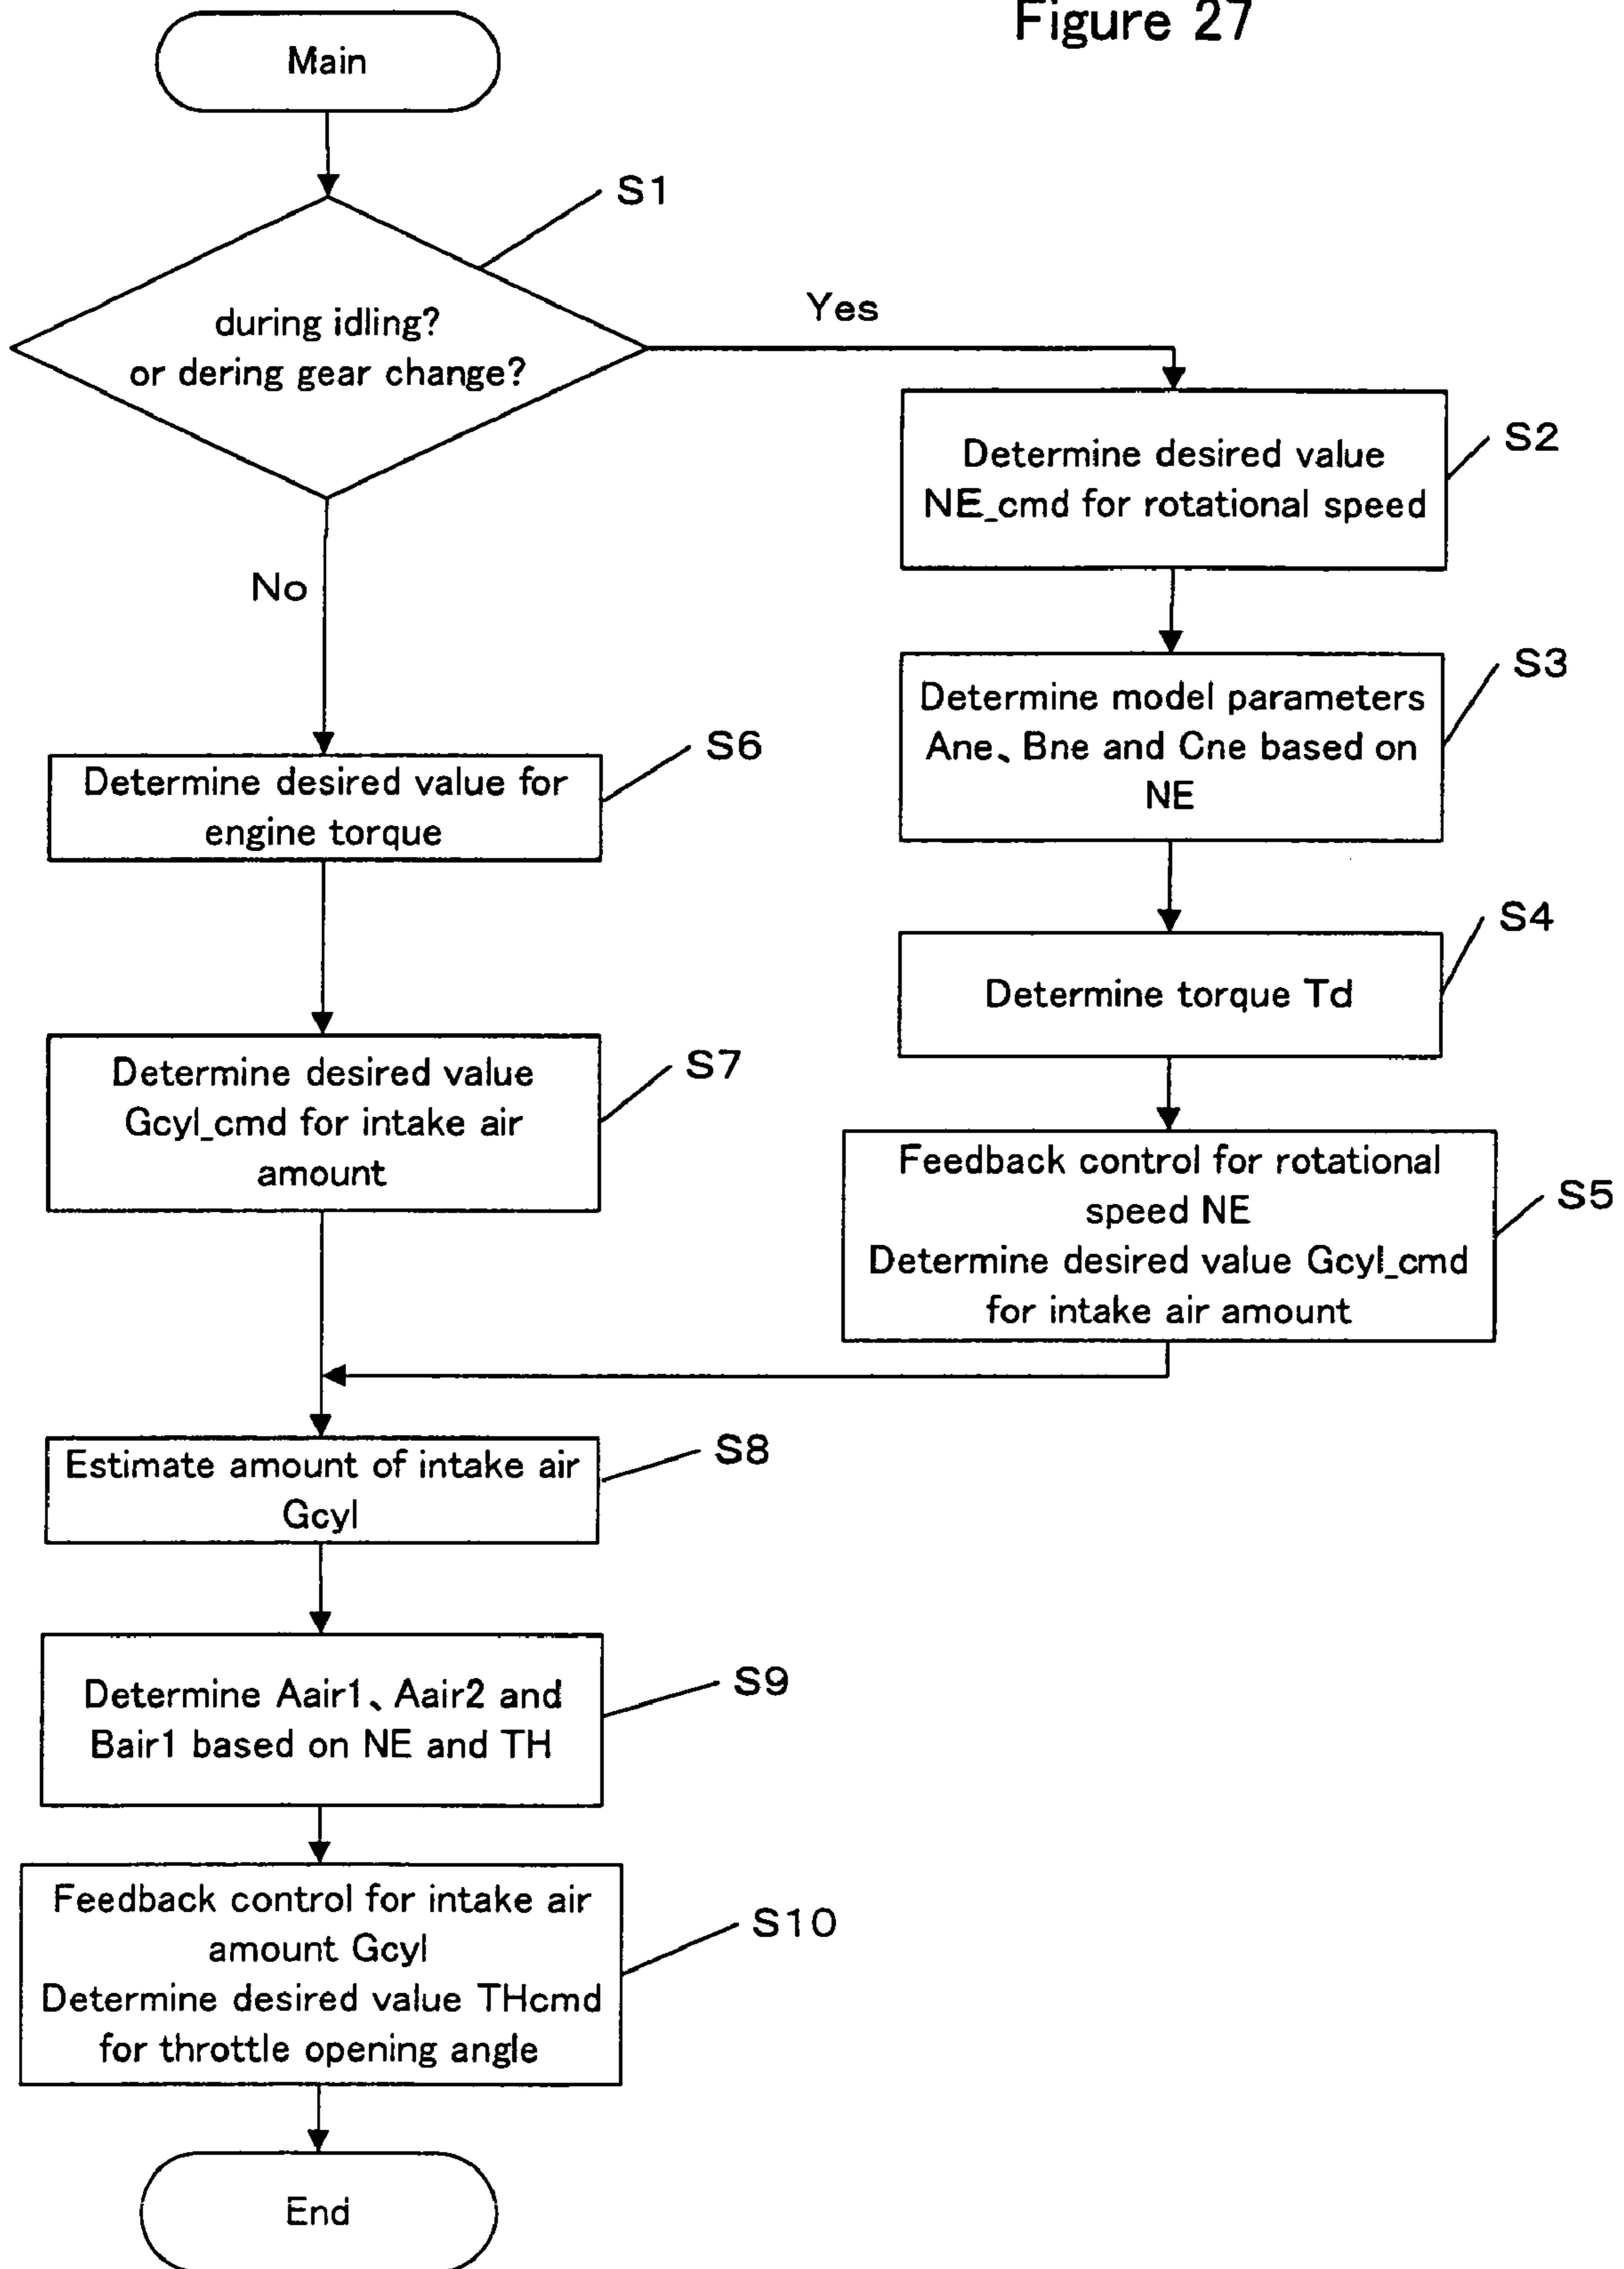 Figure 27
Main
S1
during idling?
or dering gear change?
Yes
No
S2
Determine desired value
NE_cmd for rotational speed
S3
Determine model parameters
Ane、Bne and Cne based on
NE
S4
Determine torque Td
S5
Feedback control for rotational
speed NE
Determine desired value Gcyl_cmd
for intake air amount
S6
Determine desired value for
engine torque
S7
Determine desired value
Gcyl_cmd for intake air
amount
S8
Estimate amount of intake air
Gcyl
S9
Determine Aair1、Aair2 and
Bair1 based on NE and TH
S10
Feedback control for intake air
amount Gcyl
Determine desired value THcmd
for throttle opening angle
End